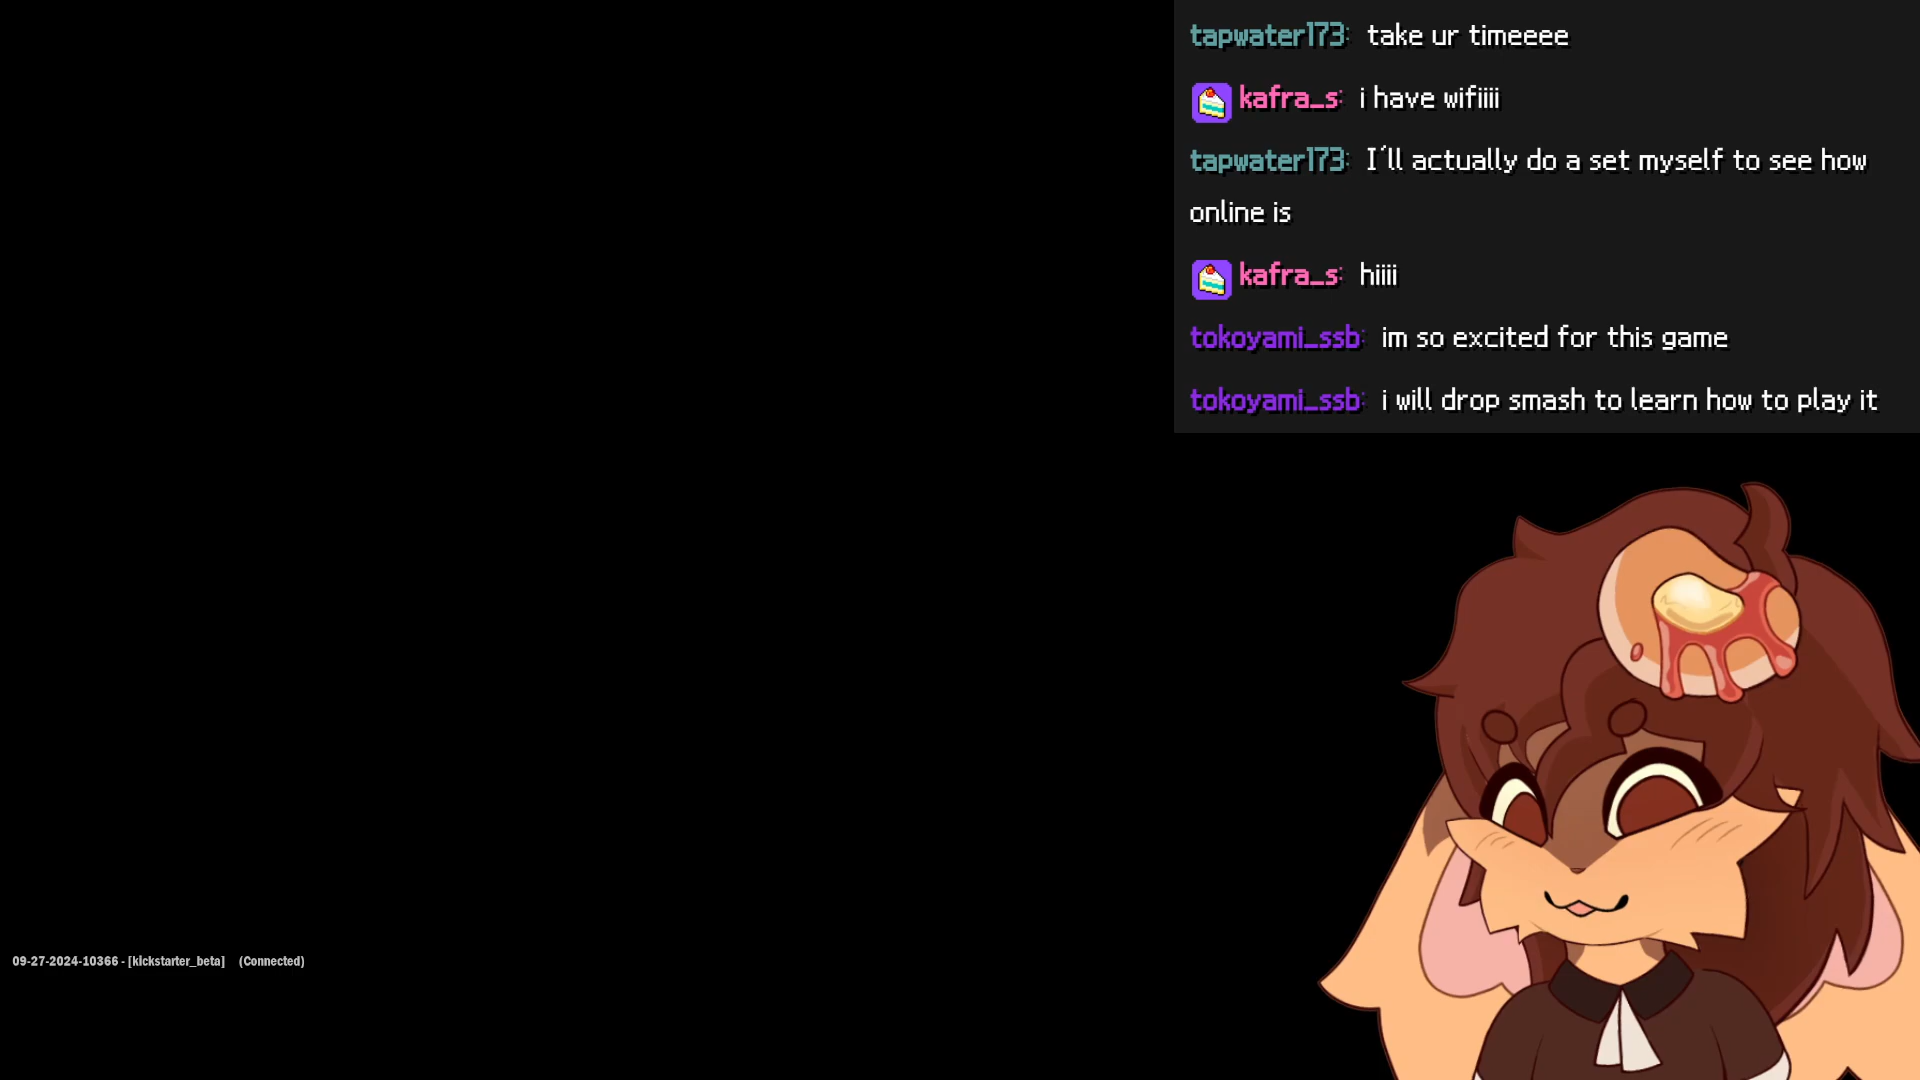 tapwater173: take ur timeeee
kafra_s: i have wifiiii
tapwater173: I'll actually do a set myself to see how
online is
kafra_s: hiiii
tokoyami_ssb: im so excited for this game
tokoyami_ssb: i will drop smash to learn how to play it
09-27-2024-10366 - [kickstarter_beta] (Connected)